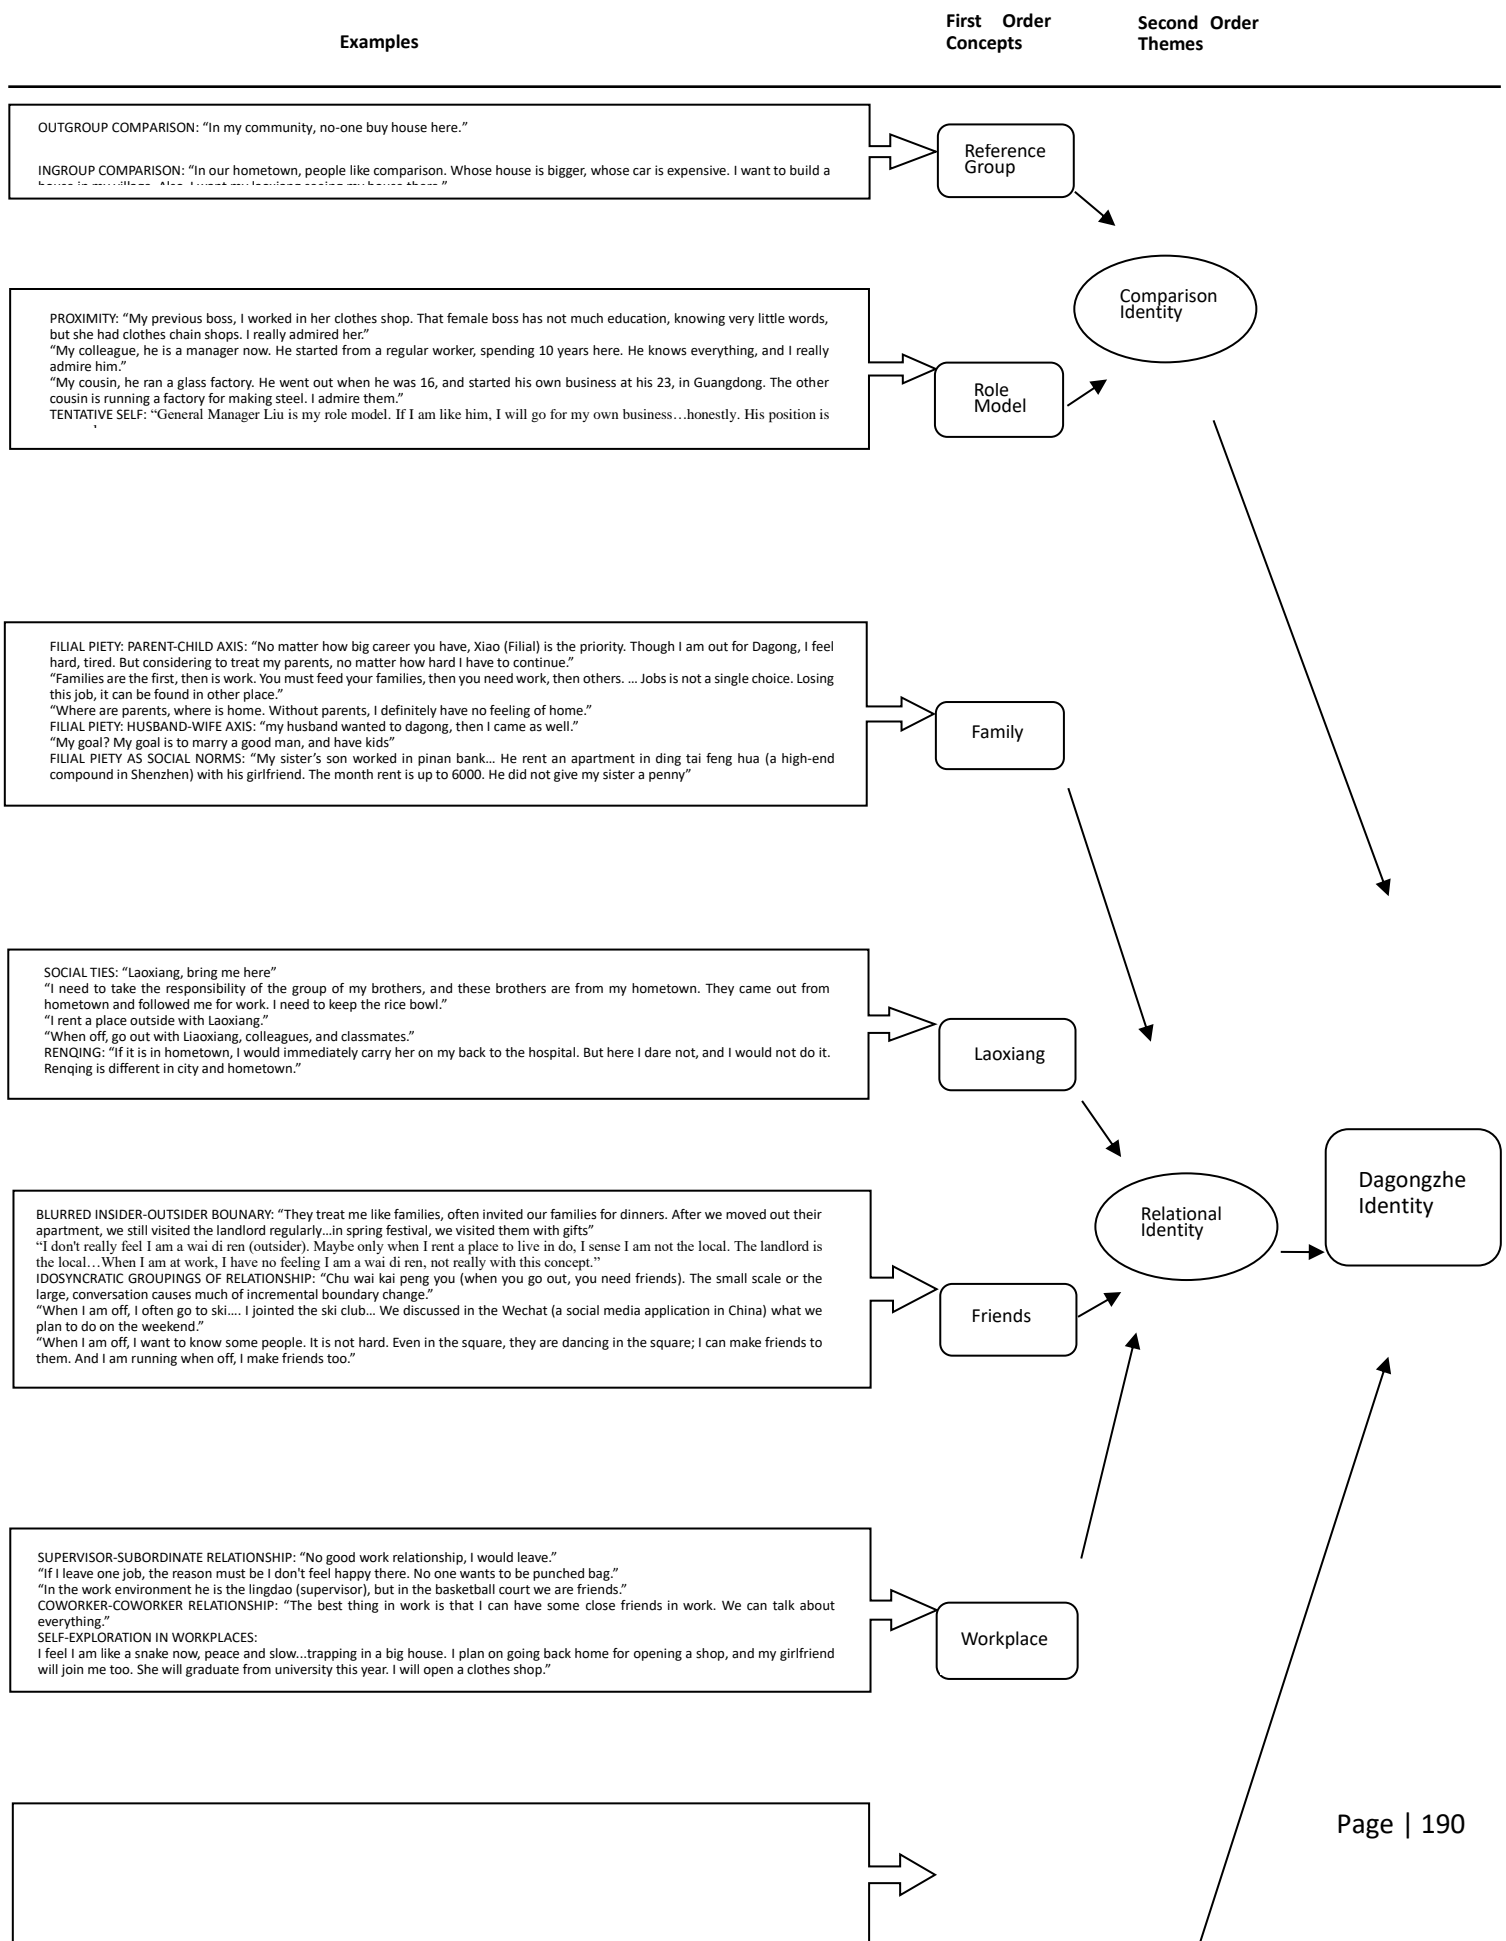 Examples
First Order
Concepts
Second Order
Themes
OUTGROUP COMPARISON: “In my community, no-one buy house here.”
INGROUP COMPARISON: “In our hometown, people like comparison. Whose house is bigger, whose car is expensive. I want to build a
Reference
Group
Comparison
Identity
PROXIMITY: “My previous boss, I worked in her clothes shop. That female boss has not much education, knowing very little words,
but she had clothes chain shops. I really admired her.”
“My colleague, he is a manager now. He started from a regular worker, spending 10 years here. He knows everything, and I really
admire him.”
“My cousin, he ran a glass factory. He went out when he was 16, and started his own business at his 23, in Guangdong. The other
cousin is running a factory for making steel. I admire them.”
TENTATIVE SELF: “General Manager Liu is my role model. If I am like him, I will go for my own business…honestly. His position is
Role
Model
FILIAL PIETY: PARENT-CHILD AXIS: “No matter how big career you have, Xiao (Filial) is the priority. Though I am out for Dagong, I feel
hard, tired. But considering to treat my parents, no matter how hard I have to continue.”
“Families are the first, then is work. You must feed your families, then you need work, then others. … Jobs is not a single choice. Losing
this job, it can be found in other place.”
“Where are parents, where is home. Without parents, I definitely have no feeling of home.”
FILIAL PIETY: HUSBAND-WIFE AXIS: “my husband wanted to dagong, then I came as well.”
“My goal? My goal is to marry a good man, and have kids”
FILIAL PIETY AS SOCIAL NORMS: “My sister’s son worked in pinan bank… He rent an apartment in ding tai feng hua (a high-end
compound in Shenzhen) with his girlfriend. The month rent is up to 6000. He did not give my sister a penny”
Family
SOCIAL TIES: “Laoxiang, bring me here”
“I need to take the responsibility of the group of my brothers, and these brothers are from my hometown. They came out from
hometown and followed me for work. I need to keep the rice bowl.”
“I rent a place outside with Laoxiang.”
“When off, go out with Liaoxiang, colleagues, and classmates.”
RENQING: “If it is in hometown, I would immediately carry her on my back to the hospital. But here I dare not, and I would not do it.
Renqing is different in city and hometown.”
Laoxiang
Dagongzhe
Identity
Relational
Identity
BLURRED INSIDER-OUTSIDER BOUNARY: “They treat me like families, often invited our families for dinners. After we moved out their
apartment, we still visited the landlord regularly…in spring festival, we visited them with gifts”
“I don't really feel I am a wai di ren (outsider). Maybe only when I rent a place to live in do, I sense I am not the local. The landlord is
the local…When I am at work, I have no feeling I am a wai di ren, not really with this concept.”
IDOSYNCRATIC GROUPINGS OF RELATIONSHIP: “Chu wai kai peng you (when you go out, you need friends). The small scale or the
large, conversation causes much of incremental boundary change.”
“When I am off, I often go to ski…. I jointed the ski club… We discussed in the Wechat (a social media application in China) what we
plan to do on the weekend.”
“When I am off, I want to know some people. It is not hard. Even in the square, they are dancing in the square; I can make friends to
them. And I am running when off, I make friends too.”
Friends
SUPERVISOR-SUBORDINATE RELATIONSHIP: “No good work relationship, I would leave.”
“If I leave one job, the reason must be I don't feel happy there. No one wants to be punched bag.”
“In the work environment he is the lingdao (supervisor), but in the basketball court we are friends.”
COWORKER-COWORKER RELATIONSHIP: “The best thing in work is that I can have some close friends in work. We can talk about
everything.”
SELF-EXPLORATION IN WORKPLACES:
I feel I am like a snake now, peace and slow...trapping in a big house. I plan on going back home for opening a shop, and my girlfriend
will join me too. She will graduate from university this year. I will open a clothes shop.”
Workplace
Page | 190